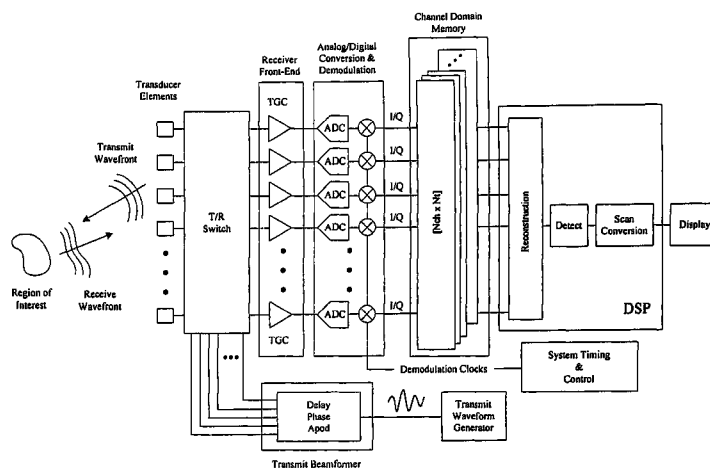 Channel Domain
Memory
Analog/Digital
Conversion &
Demodulation
Receiver
Front-End
Transducer
Elements
TGC
ADC
I/Q
ADC
I/Q
ADC
I/Q
ADC
I/Q
ADC
I/Q
TGC
Transmit
Wavefront
T/R
Switch
[Nch x Nt]
Reconstruction
Detect
Scan
Conversion
Display
DSP
Region of
Interest
Receive
Wavefront
Demodulation Clocks
System Timing
&
Control
Delay
Phase
Apod
Transmit
Waveform
Generator
Transmit Beamformer